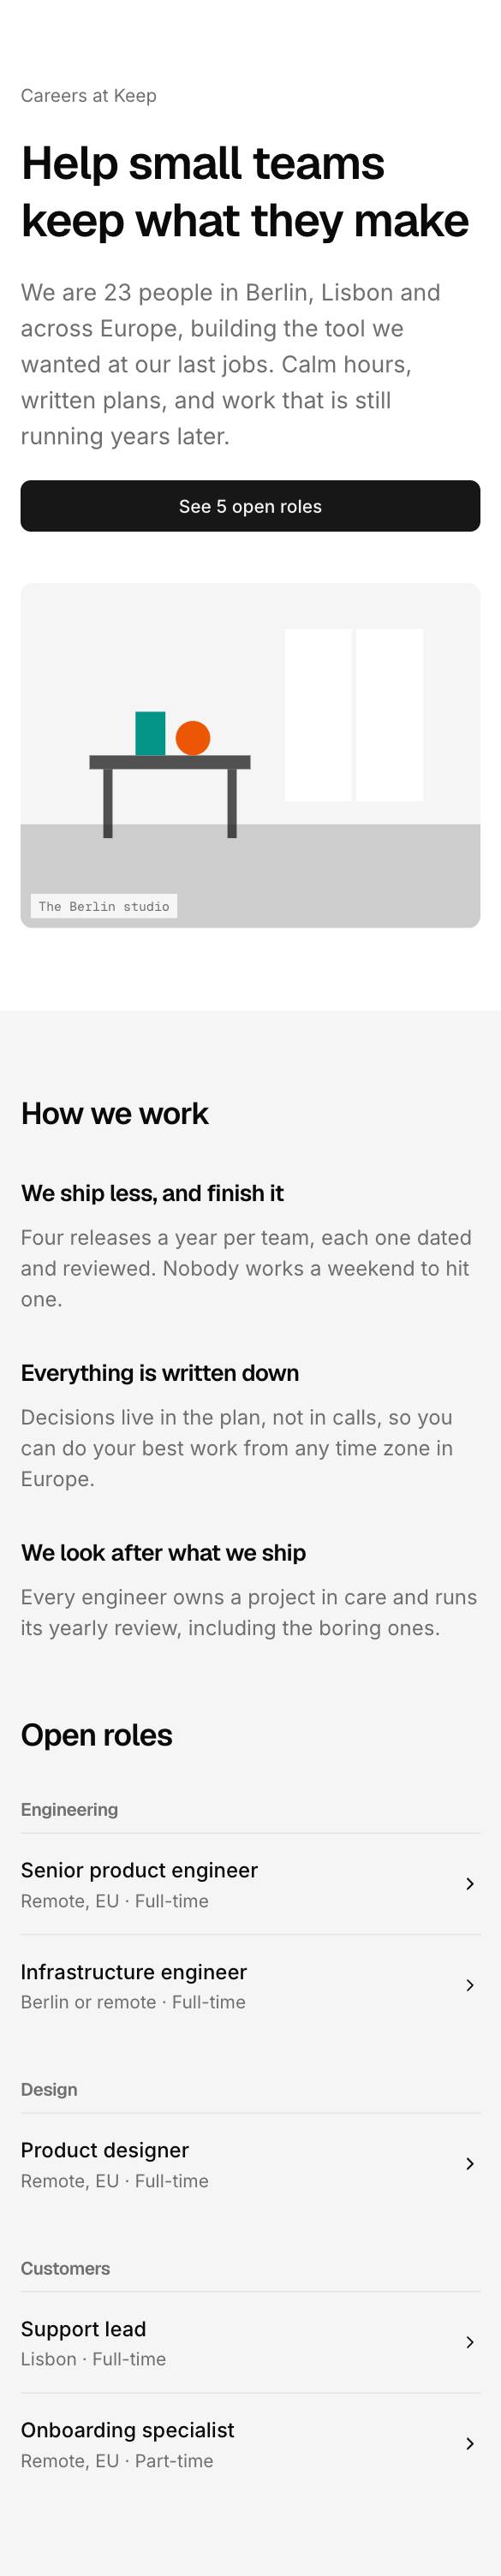 Careers at Keep
Help small teams
keep what they make
We are 23 people in Berlin, Lisbon and
across Europe, building the tool we
wanted at our last jobs. Calm hours,
written plans, and work that is still
running years later.
See 5 open roles
The Berlin studio
How we work
We ship less, and finish it
Four releases a year per team, each one dated
and reviewed. Nobody works a weekend to hit
one.
Everything is written down
Decisions live in the plan, not in calls, so you
can do your best work from any time zone in
Europe.
We look after what we ship
Every engineer owns a project in care and runs
its yearly review, including the boring ones.
Open roles
Engineering
Senior product engineer
Remote, EU · Full-time
Infrastructure engineer
Berlin or remote · Full-time
Design
Product designer
Remote, EU · Full-time
Customers
Support lead
Lisbon · Full-time
Onboarding specialist
Remote, EU · Part-time